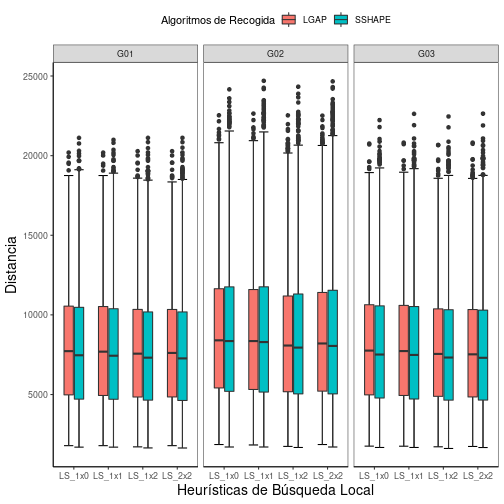 Algoritmos de Recogida LGAP SSHAPE
G01 G02 G03
25000
20000
15000
10000
5000
Distancia
LS_1x0 LS_1x1 LS_1x2 LS_2x2 LS_1x0 LS_1x1 LS_1x2 LS_2x2 LS_1x0 LS_1x1 LS_1x2 LS_2x2
Heurísticas de Búsqueda Local